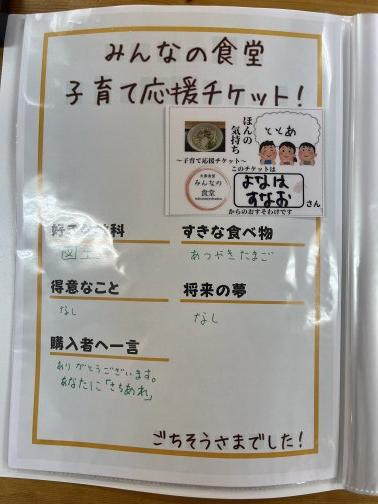 みんなの食堂
子育て応援チケット!
ほんの
気持ち
ととあ
〜子育て応援チケット〜
このチケットは
みんなの
食堂
よなは
すなお
さん
からのおすそわけです
好
科
すきな食べ物
図工
あつやきたまご
得意なこと
将来の夢
なし
なし
購入者へ一言
ありがとうございます。
あなたに「さちあれ」
ごちそうさまでした!